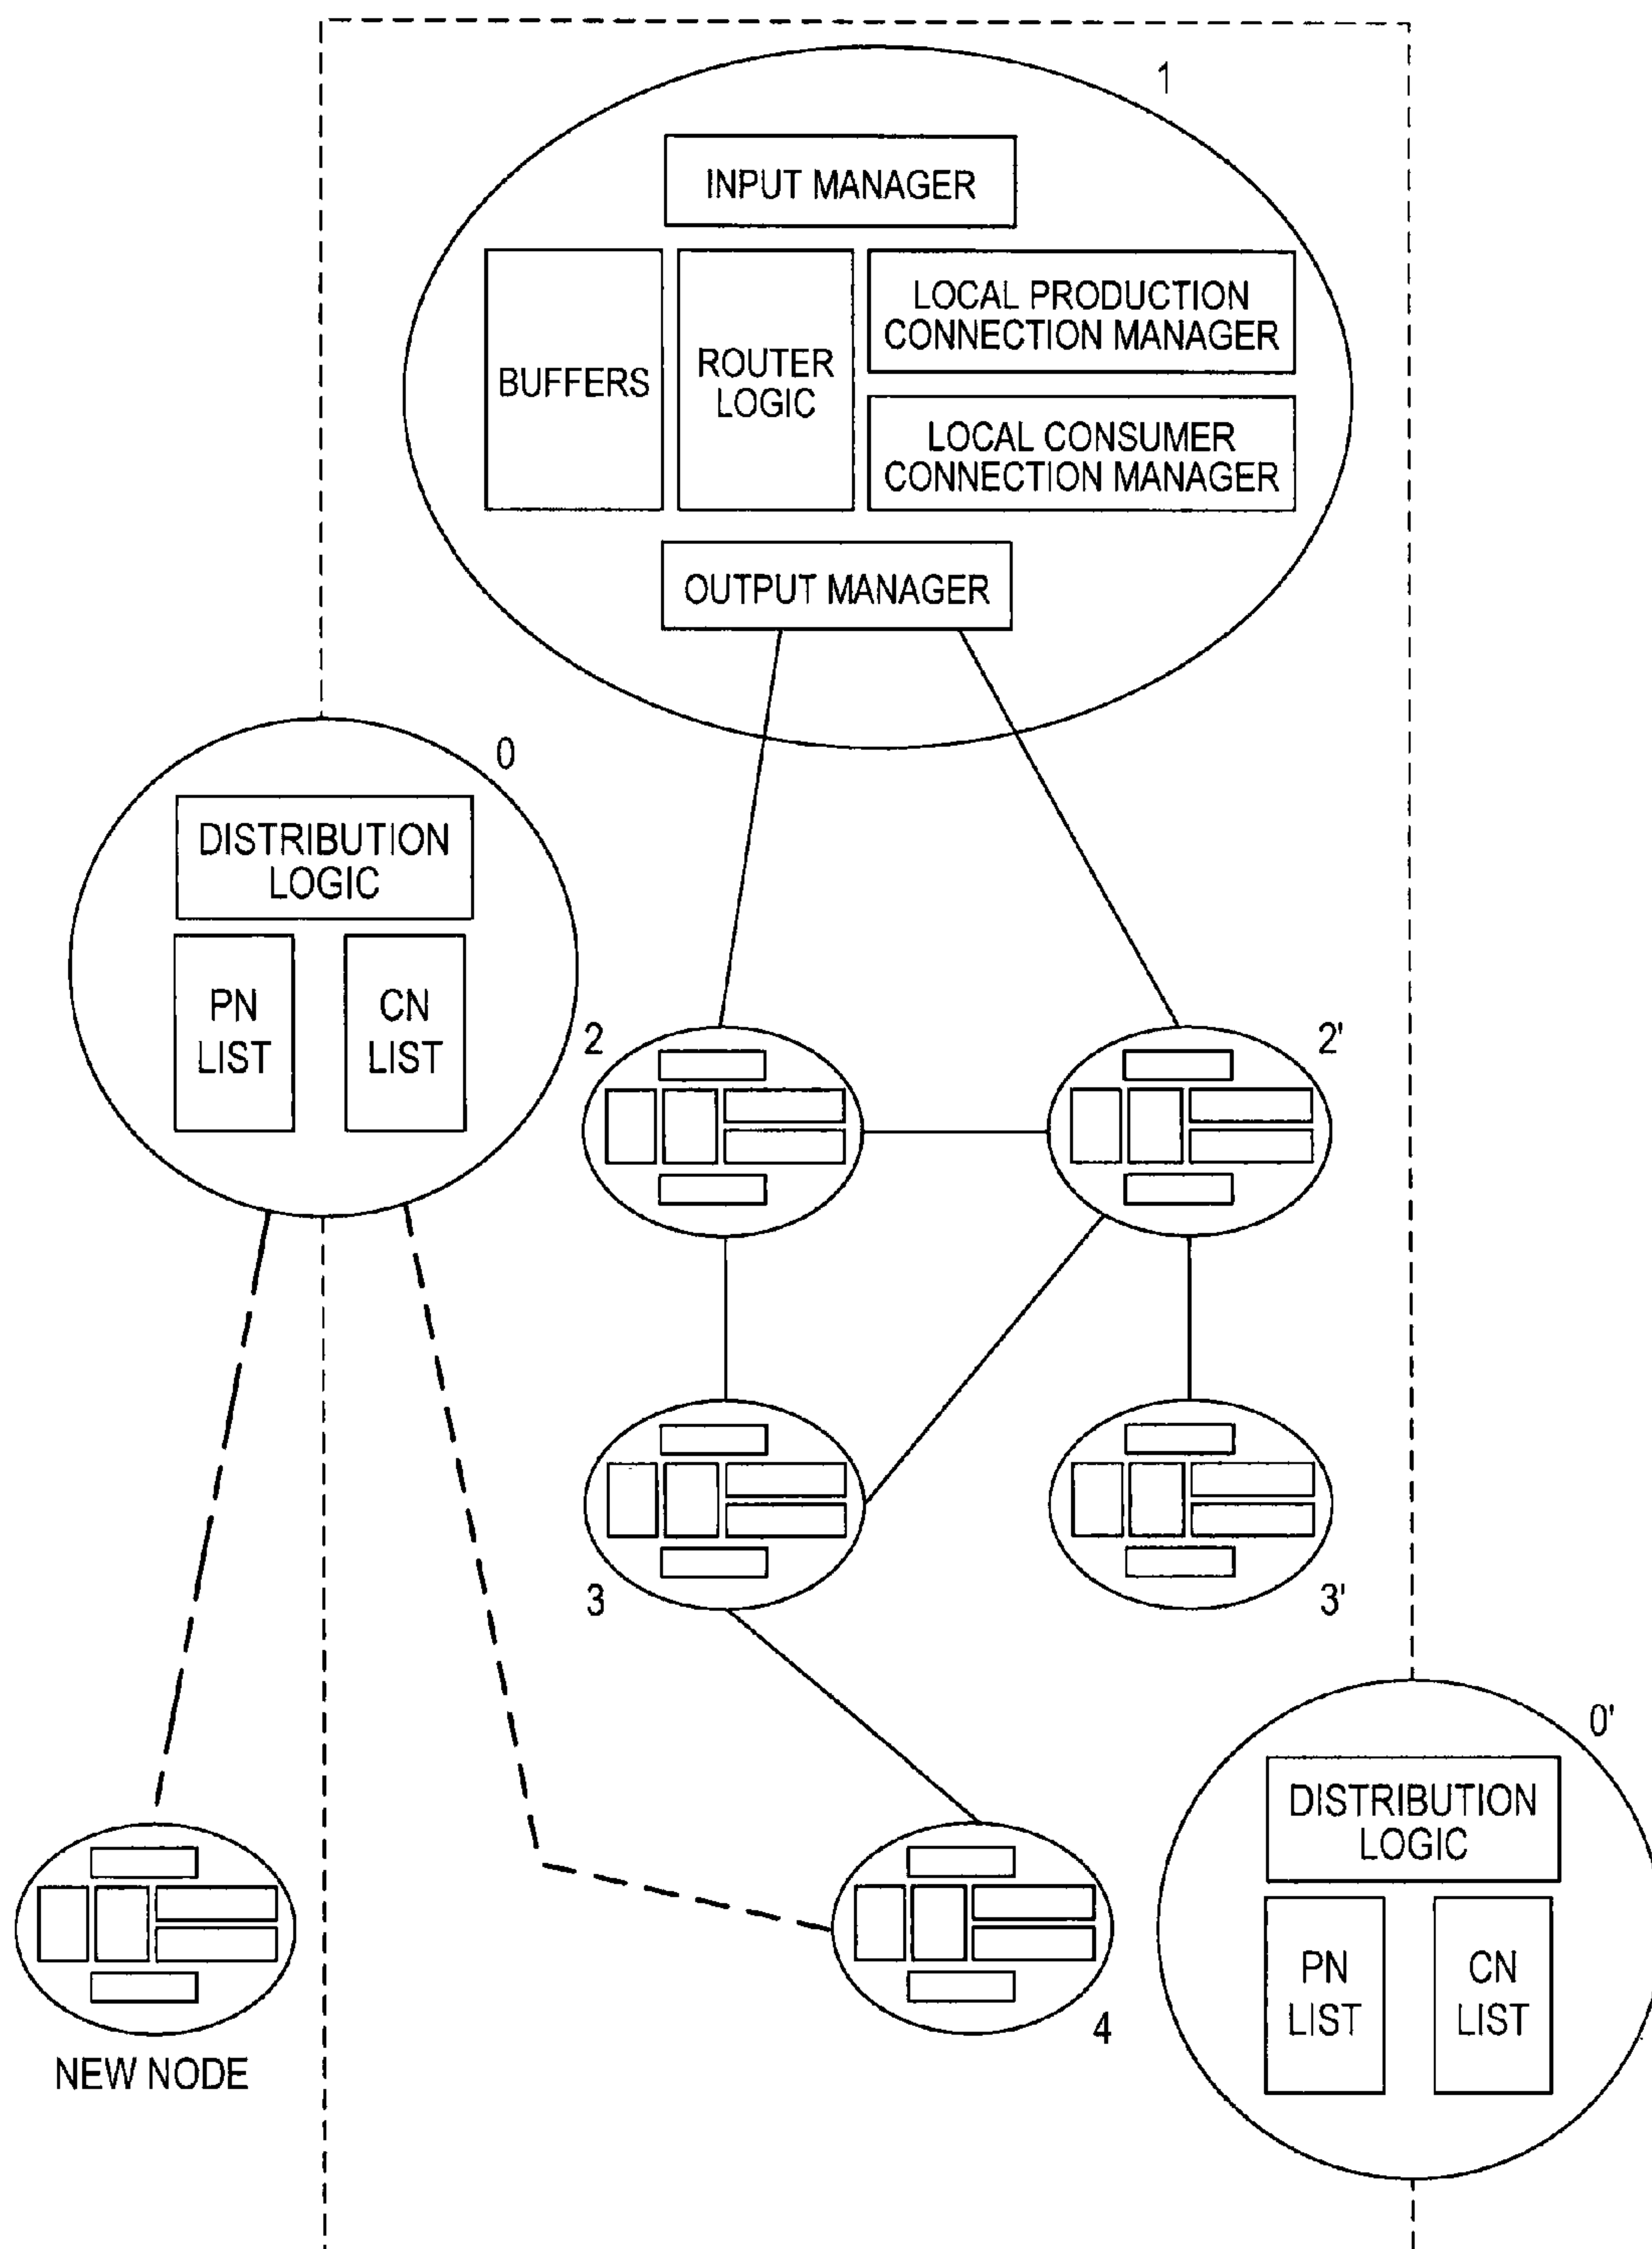 1
INPUT MANAGER
BUFFERS
ROUTER
LOGIC
LOCAL PRODUCTION
CONNECTION MANAGER
LOCAL CONSUMER
CONNECTION MANAGER
OUTPUT MANAGER
0
DISTRIBUTION
LOGIC
PN
LIST
CN
LIST
2
2'
3
3'
0'
DISTRIBUTION
LOGIC
PN
LIST
CN
LIST
4
NEW NODE